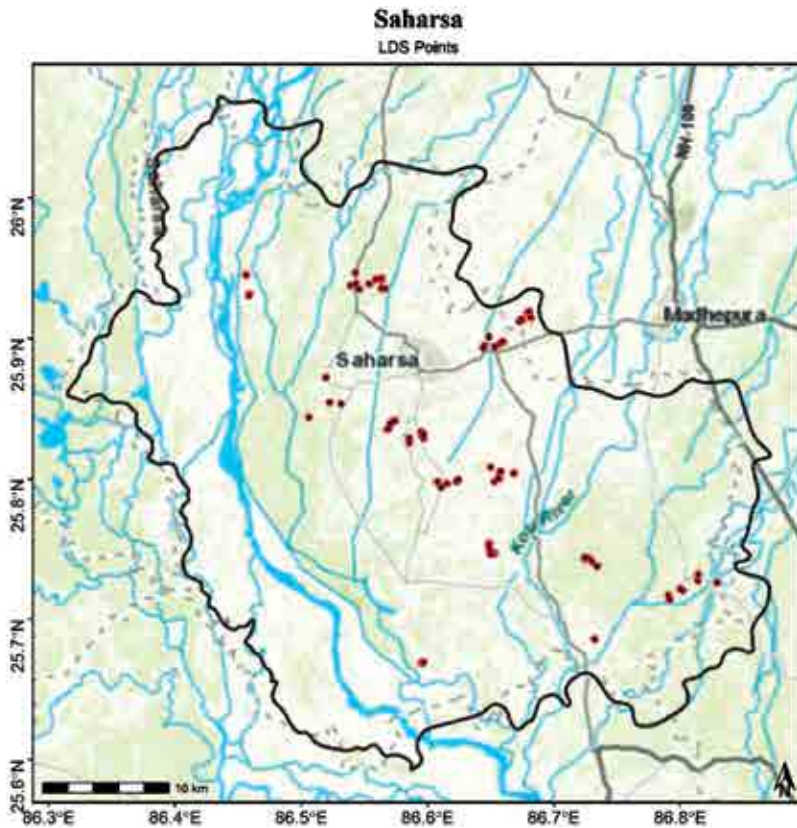 Saharsa
LDS Points
26°N
25.9°N
25.8°N
25.7°N
25.6°N
NH-106
Madhepura
Saharsa
Kosi River
10 km
N
86.3°E 86.4°E 86.5°E 86.6°E 86.7°E 86.8°E